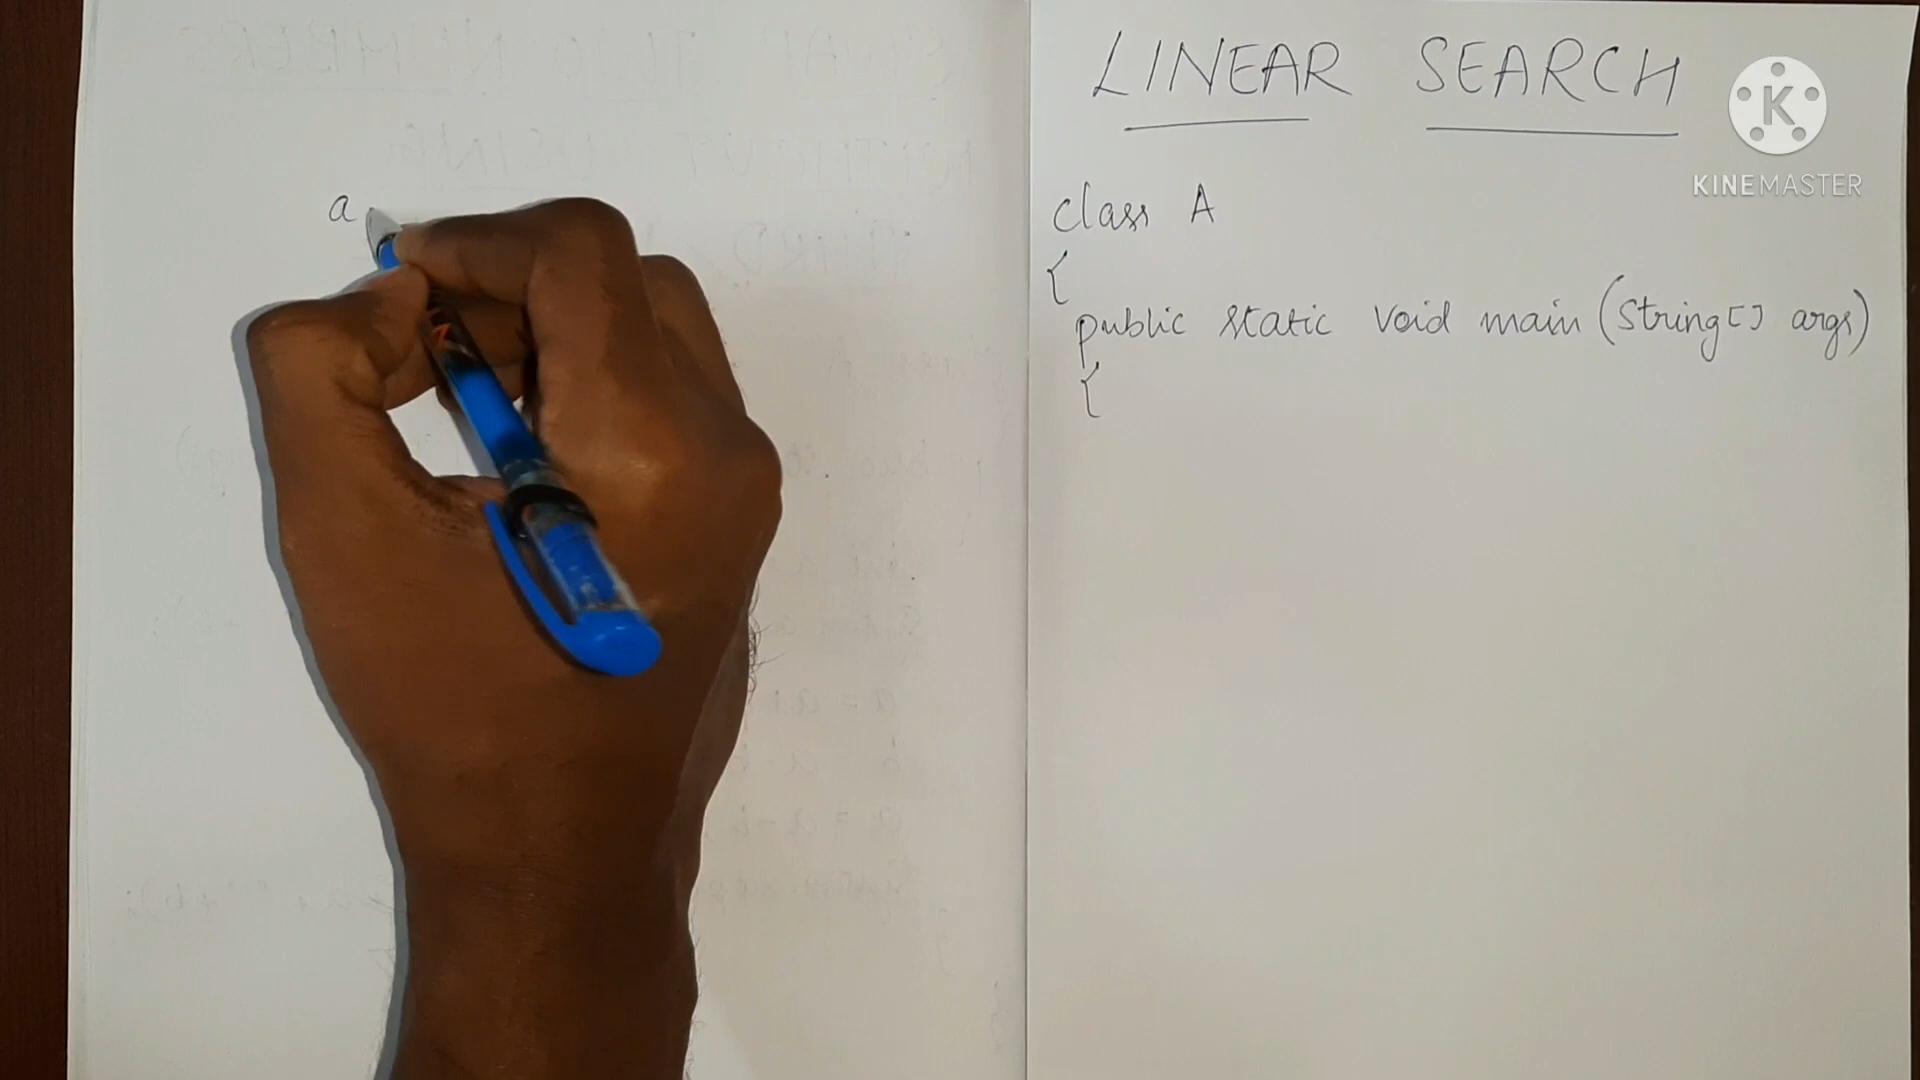 LINEAR SEARCH
KINEMASTER
a
class A
{
public static void main (String[] args)
{